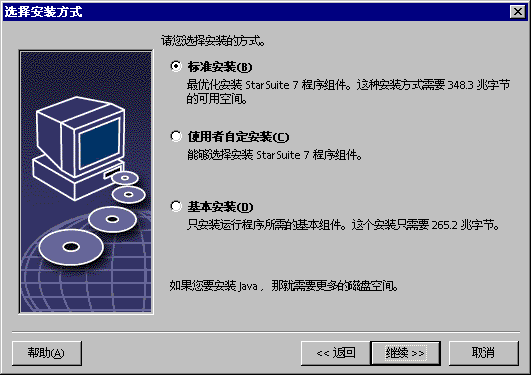 选择安装方式
请您选择安装的方式。
标准安装(B)
最优化安装 StarSuite 7 程序组件。这种安装方式需要 348.3 兆字节
的可用空间。
使用者自定安装(C)
能够选择安装 StarSuite 7 程序组件。
基本安装(D)
只安装运行程序所需的基本组件。这个安装只需要 265.2 兆字节。
如果您要安装 Java ，那就需要更多的磁盘空间。
帮助(A)
<< 返回
继续 >>
取消